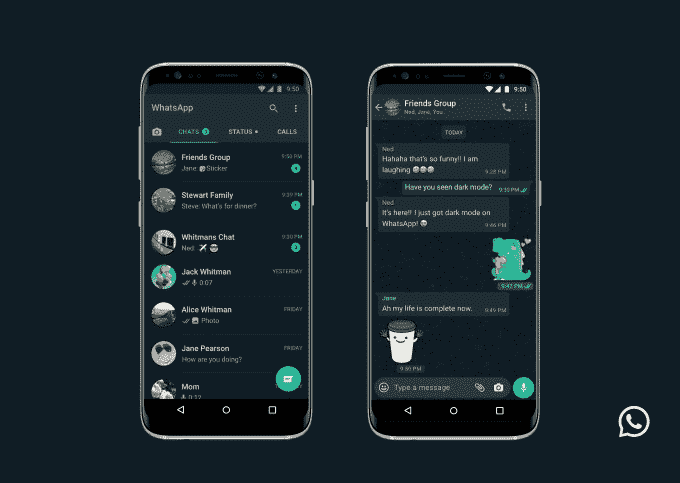 9:50
WhatsApp
CHATS 3
STATUS •
CALLS
Friends Group
9:50 PM
Jane: Sticker
4
Stewart Family
9:39 PM
Steve: What's for dinner?
1
Whitmans Chat
9:30 PM
Ned:
2
Jack Whitman
YESTERDAY
0:07
Alice Whitman
FRIDAY
Photo
Jane Pearson
FRIDAY
How are you doing?
Mom
0:12
9:50
Friends Group
Ned, Jane, You
TODAY
Ned
Hahaha that's so funny!! I am
laughing 🤣🤣🤣
9:28 PM
Have you seen dark mode?
9:30 PM
Ned
It's here!! I just got dark mode on
WhatsApp!
9:46 PM
9:47 PM
Jane
Ah my life is complete now.
9:49 PM
9:50 PM
Type a message